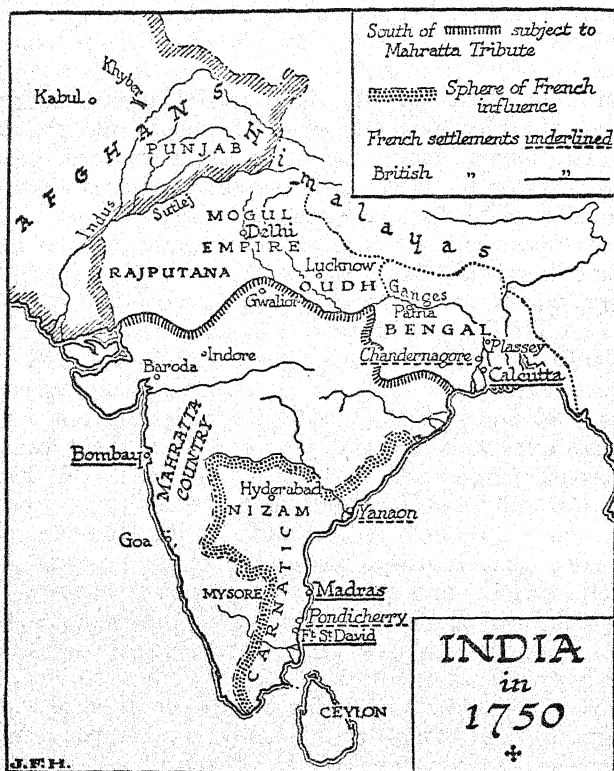 South of subject to
Mahratta Tribute
Sphere of French
influence
French settlements underlined
British " "
Khyber
Kabul
AFGHANS
PUNJAB
Himalayas
Indus
Sutlej
MOGUL
Delhi
EMPIRE
RAJPUTANA
Lucknow
OUDH
Gwalior
Ganges
Patna
BENGAL
Plassey
Chandernagore
Calcutta
Indore
Baroda
MAHRATTA
COUNTRY
Bombay
Hyderabad
NIZAM
Yanaon
Goa
CARNATIC
MYSORE
Madras
Pondicherry
Ft St David
CEYLON
INDIA
in
1750
J.F.H.